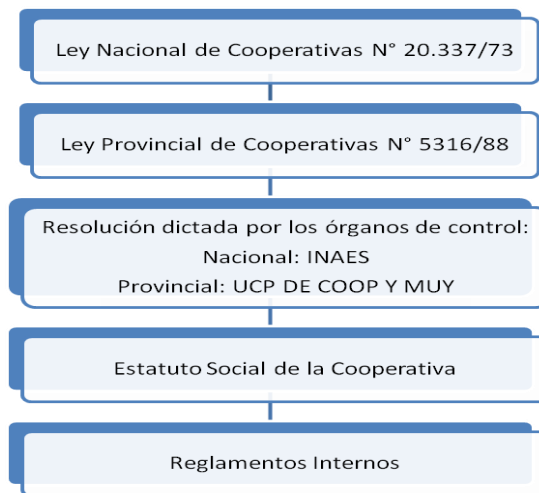 Ley Nacional de Cooperativas N° 20.337/73
Ley Provincial de Cooperativas N° 5316/88
Resolución dictada por los órganos de control:
Nacional: INAES
Provincial: UCP DE COOP Y MUY
Estatuto Social de la Cooperativa
Reglamentos Internos